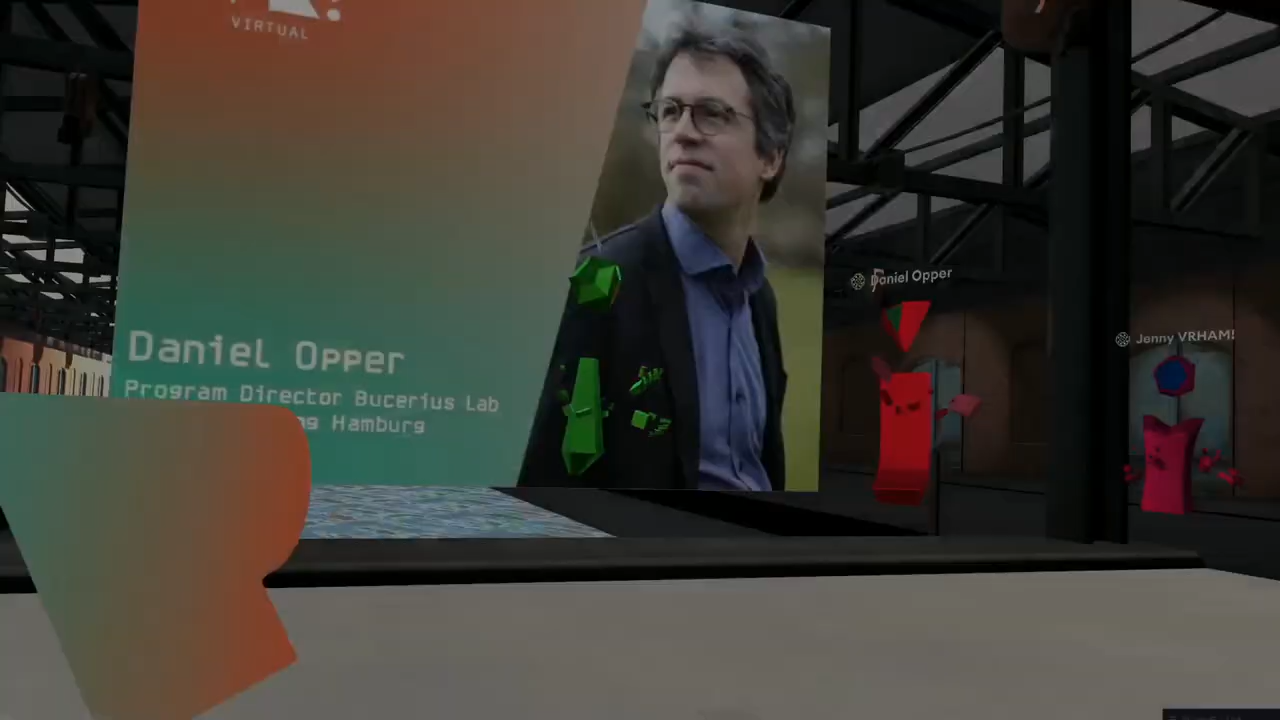 VIRTUAL
Daniel Opper
Program Director Bucerius Lab
Hamburg
Daniel Opper
Jenny VRHAM!